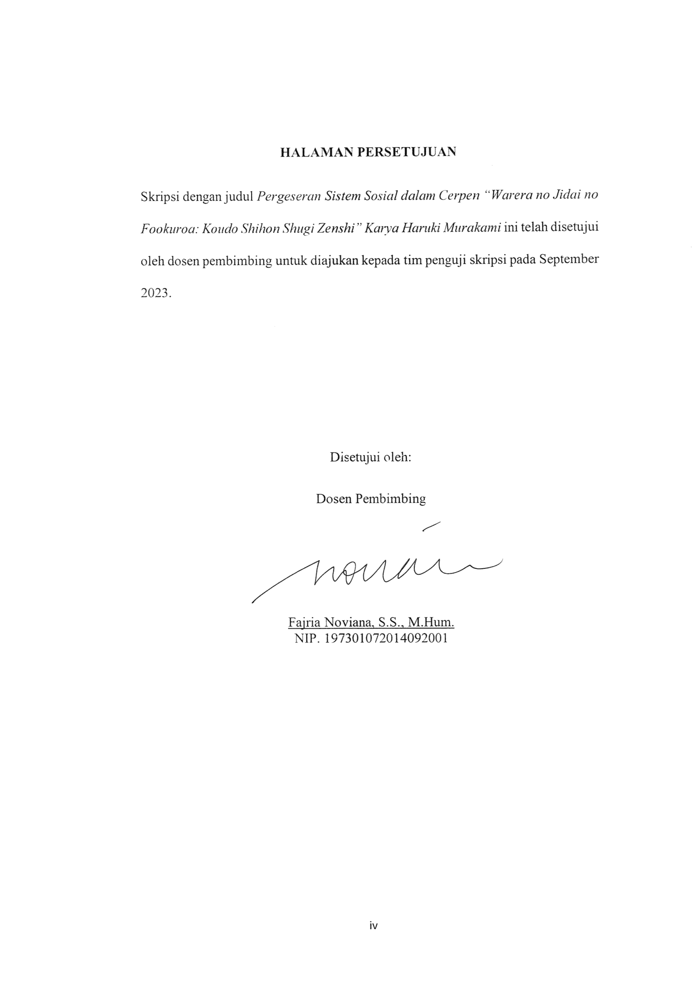 HALAMAN PERSETUJUAN
Skripsi dengan judul Pergeseran Sistem Sosial dalam Cerpen “Warera no Jidai no
Fookuroa: Koudo Shihon Shugi Zenshi” Karya Haruki Murakami ini telah disetujui
oleh dosen pembimbing untuk diajukan kepada tim penguji skripsi pada September
2023.
Disetujui oleh:
Dosen Pembimbing
Fajria Noviana, S.S., M.Hum.
NIP. 197301072014092001
iv